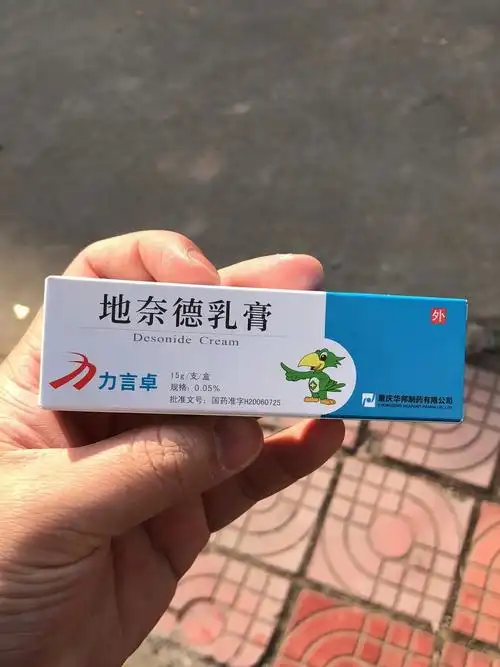 地奈德乳膏
Desonide Cream
外
力言卓
15g/支/盒
规格: 0.05%
批准文号: 国药准字H20060725
重庆华邦制药有限公司